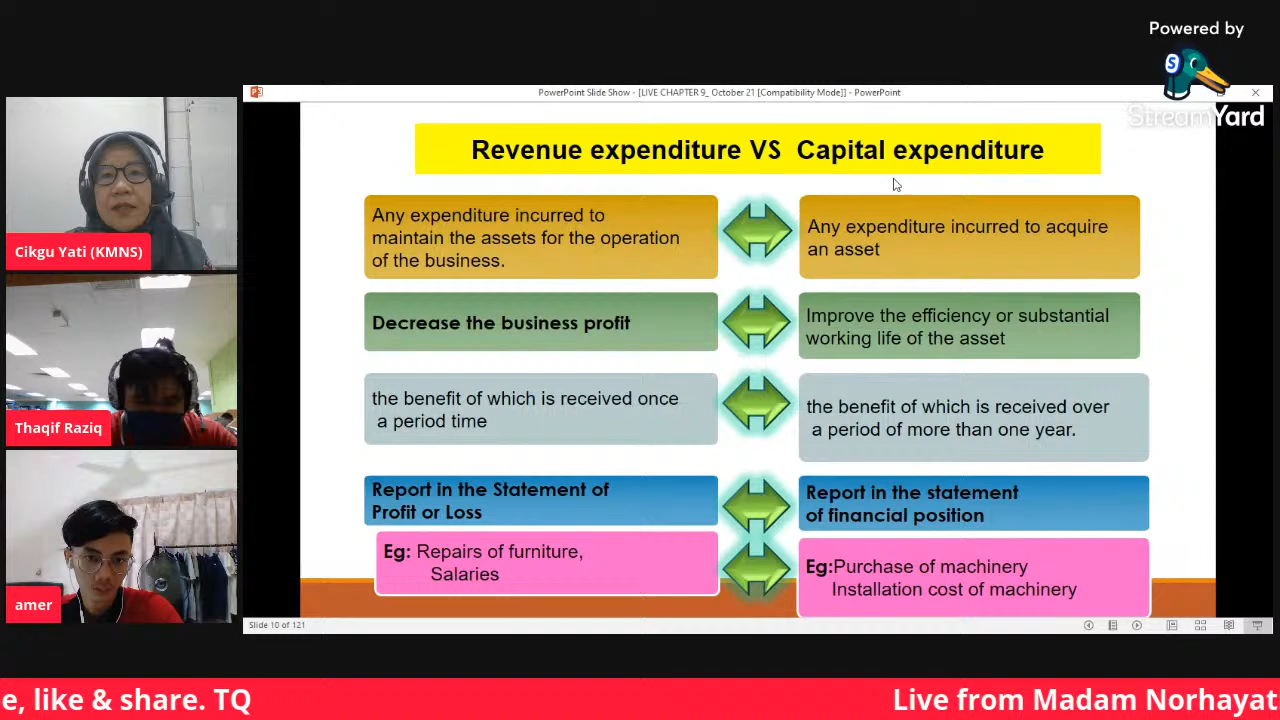 Powered by
StreamYard
PowerPoint Slide Show - [LIVE CHAPTER 9_ October 21 [Compatibility Mode]] - PowerPoint
Revenue expenditure VS Capital expenditure
Any expenditure incurred to
maintain the assets for the operation
of the business.
Any expenditure incurred to acquire
an asset
Decrease the business profit
Improve the efficiency or substantial
working life of the asset
the benefit of which is received once
a period time
the benefit of which is received over
a period of more than one year.
Report in the Statement of
Profit or Loss
Report in the statement
of financial position
Eg: Repairs of furniture,
Salaries
Eg:Purchase of machinery
Installation cost of machinery
Slide 10 of 121
Cikgu Yati (KMNS)
Thaqif Raziq
amer
e, like & share. TQ
Live from Madam Norhayat